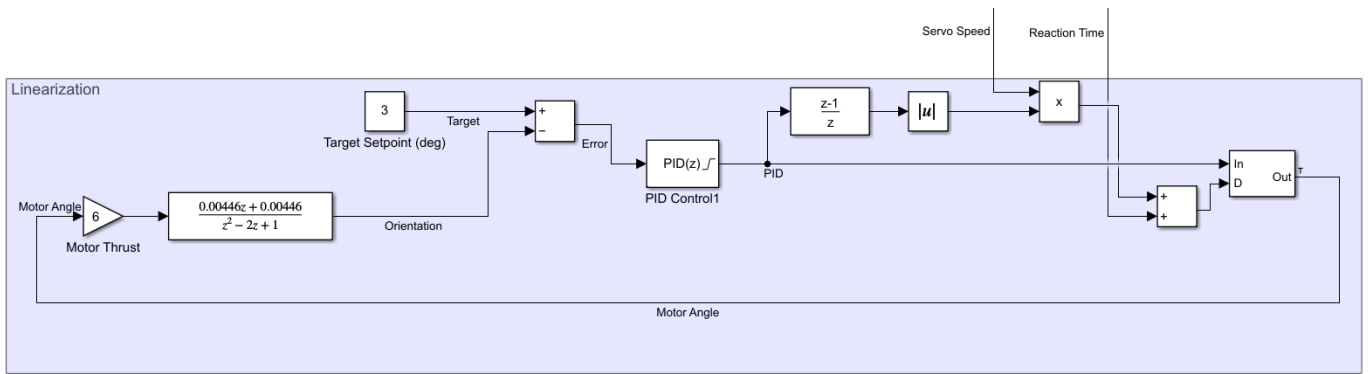 Servo Speed
Reaction Time
Linearization
3
Target Setpoint (deg)
Target
+
−
Error
PID(z)
PID Control1
z-1
z
|u|
x
PID
In
D
Out
T
+
+
Motor Angle
6
Motor Thrust
0.00446z + 0.00446
z² − 2z + 1
Orientation
Motor Angle